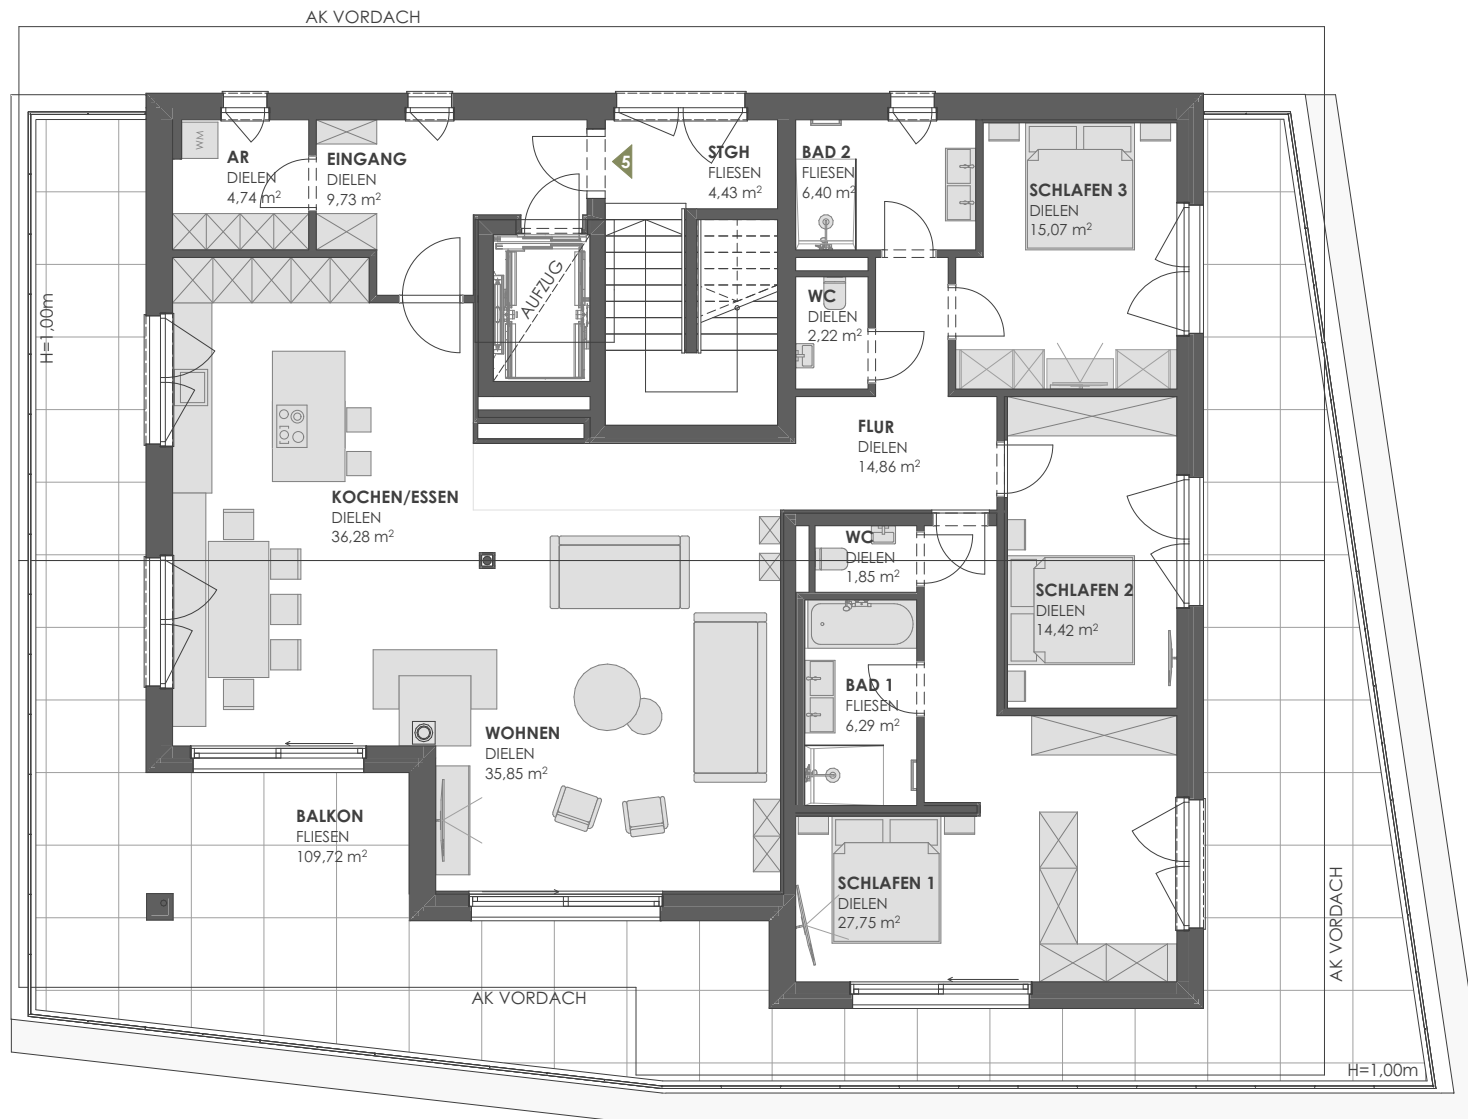 AK VORDACH
WM
AR
DIELEN
4,74 m²
EINGANG
DIELEN
9,73 m²
5
STGH
FLIESEN
4,43 m²
BAD 2
FLIESEN
6,40 m²
SCHLAFEN 3
DIELEN
15,07 m²
H=1,00m
AUFZUG
WC
DIELEN
2,22 m²
FLUR
DIELEN
14,86 m²
KOCHEN/ESSEN
DIELEN
36,28 m²
WC
DIELEN
1,85 m²
SCHLAFEN 2
DIELEN
14,42 m²
BAD 1
FLIESEN
6,29 m²
WOHNEN
DIELEN
35,85 m²
BALKON
FLIESEN
109,72 m²
SCHLAFEN 1
DIELEN
27,75 m²
AK VORDACH
AK VORDACH
H=1,00m